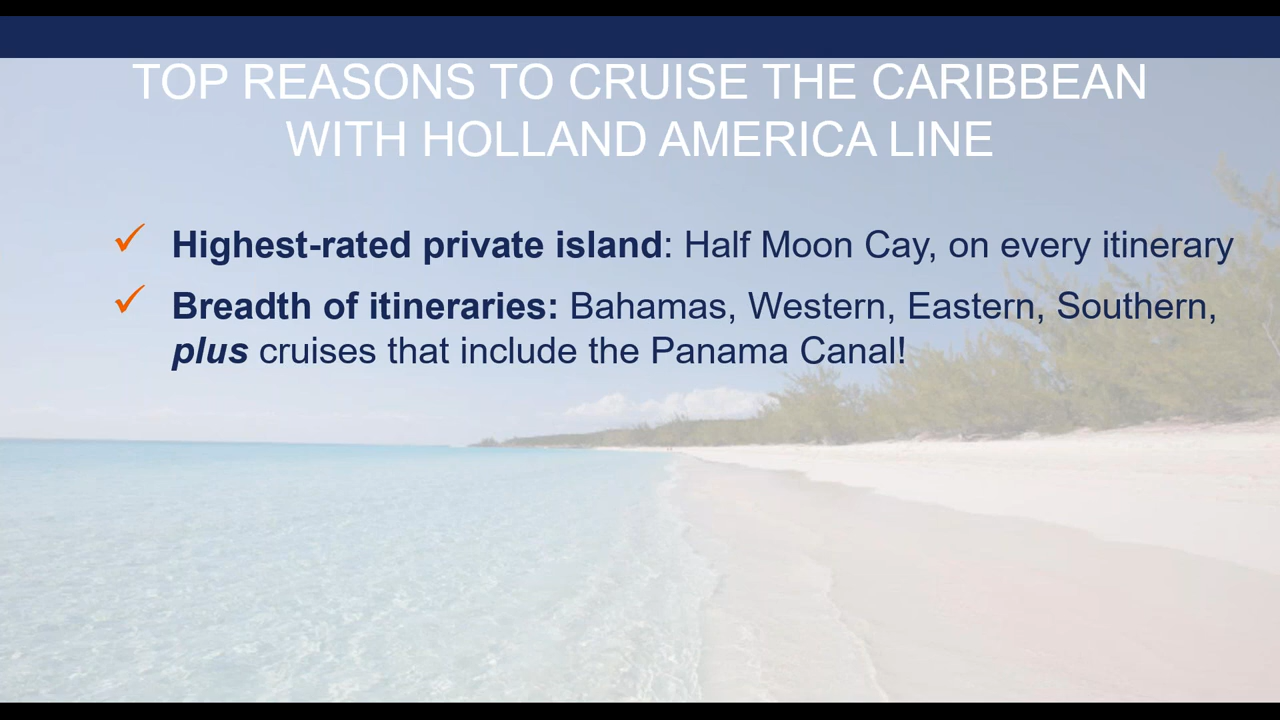 TOP REASONS TO CRUISE THE CARIBBEAN
WITH HOLLAND AMERICA LINE
✓ Highest-rated private island: Half Moon Cay, on every itinerary
✓ Breadth of itineraries: Bahamas, Western, Eastern, Southern,
plus cruises that include the Panama Canal!